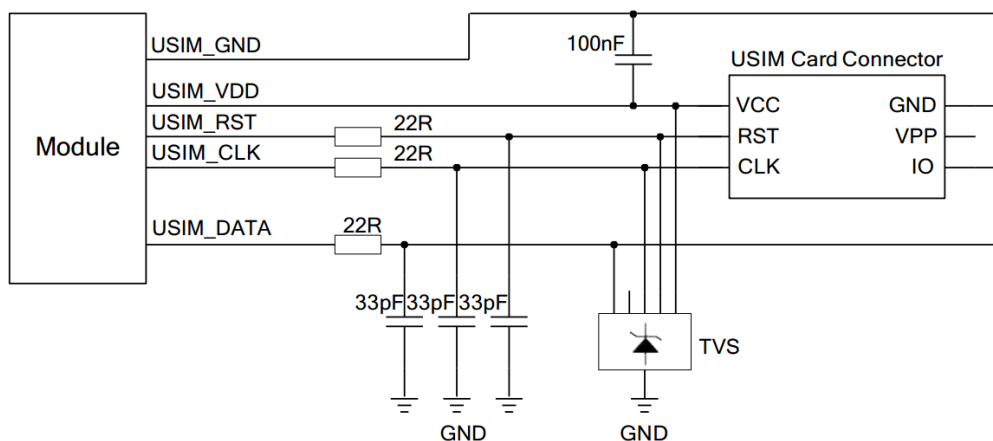 USIM_GND
100nF
USIM Card Connector
USIM_VDD
VCC
GND
USIM_RST
22R
RST
VPP
Module
USIM_CLK
22R
CLK
IO
USIM_DATA
22R
33pF 33pF 33pF
TVS
GND
GND